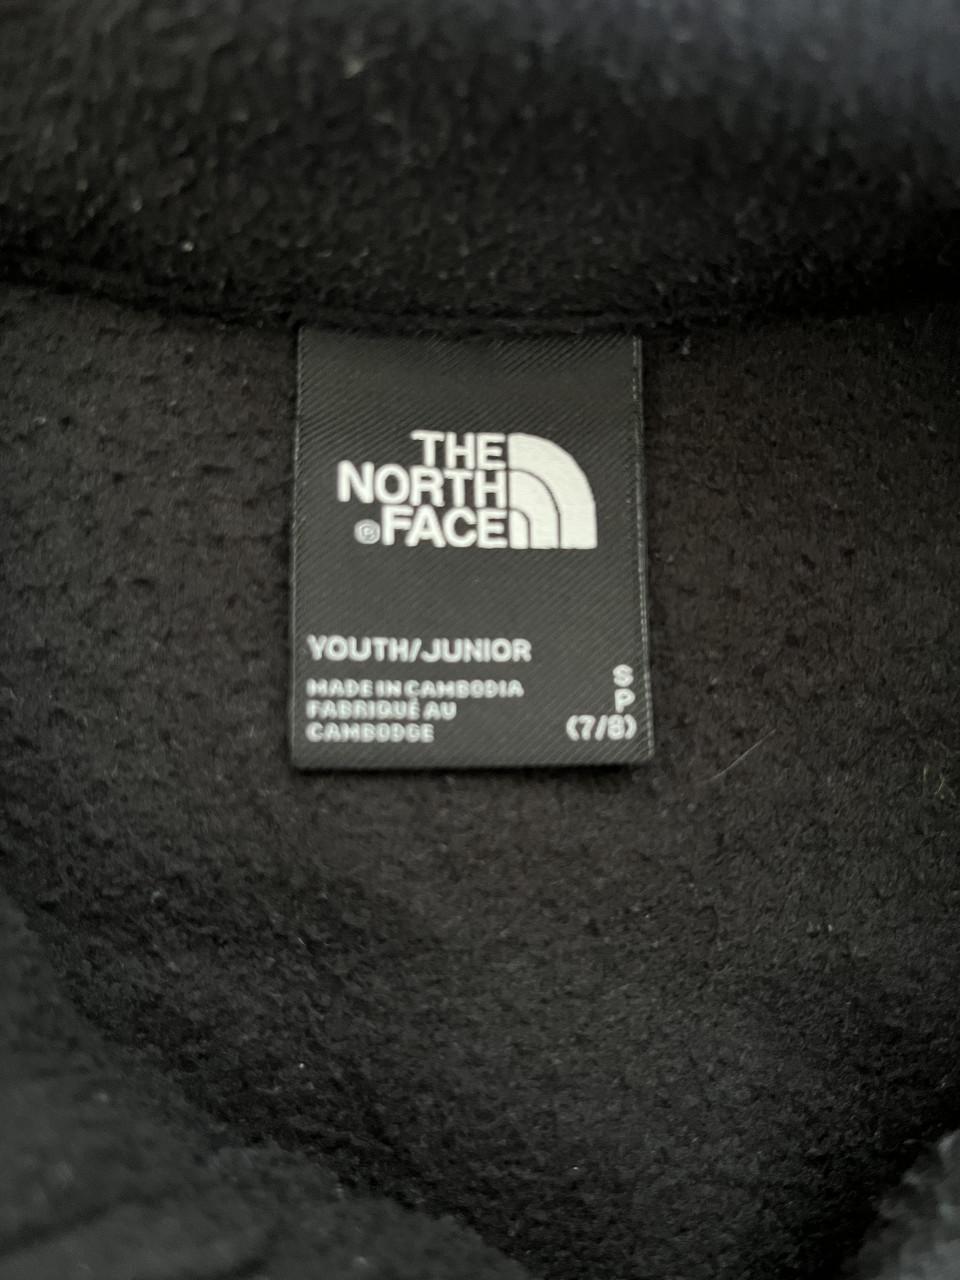 THE
NORTH
®FACE
YOUTH/JUNIOR
MADE IN CAMBODIA
FABRIQUÉ AU
CAMBODGE
S
P
(7/8)